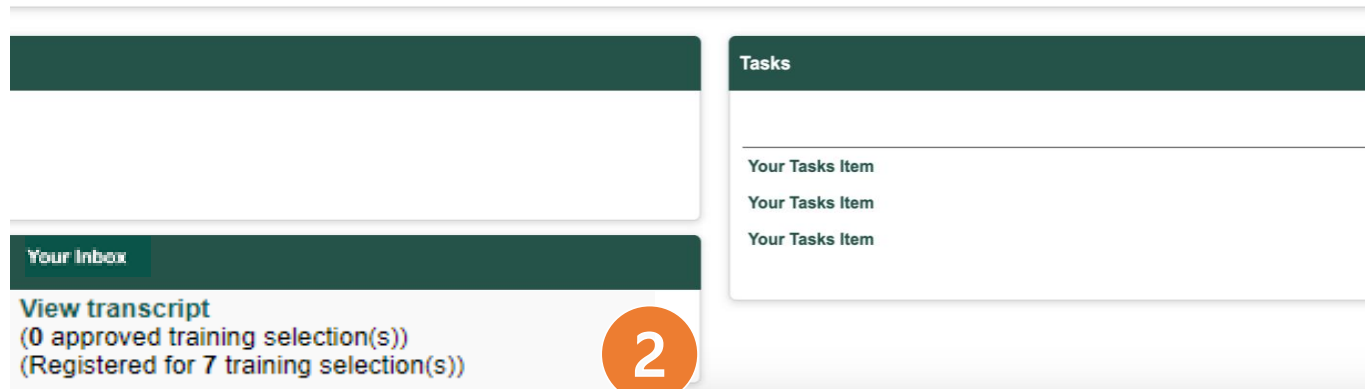 Tasks
Your Tasks Item
Your Tasks Item
Your Tasks Item
Your Inbox
View transcript
(0 approved training selection(s))
(Registered for 7 training selection(s))
2